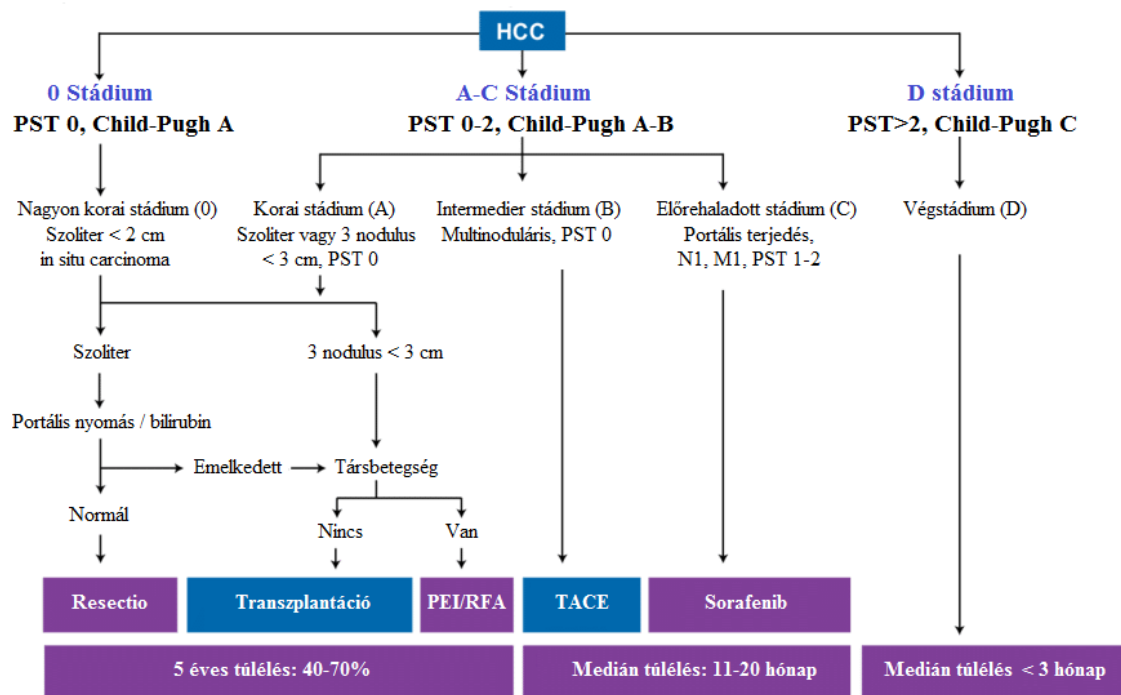 HCC
0 Stádium
PST 0, Child-Pugh A
A-C Stádium
PST 0-2, Child-Pugh A-B
D stádium
PST>2, Child-Pugh C
Nagyon korai stádium (0)
Szoliter < 2 cm
in situ carcinoma
Korai stádium (A)
Szoliter vagy 3 nodulus
< 3 cm, PST 0
Intermedier stádium (B)
Multinoduláris, PST 0
Előrehaladott stádium (C)
Portális terjedés,
N1, M1, PST 1-2
Végstádium (D)
Szoliter
3 nodulus < 3 cm
Portális nyomás / bilirubin
Emelkedett
Társbetegség
Normál
Nincs
Van
Resectio
Transzplantáció
PEI/RFA
TACE
Sorafenib
5 éves túlélés: 40-70%
Medián túlélés: 11-20 hónap
Medián túlélés < 3 hónap